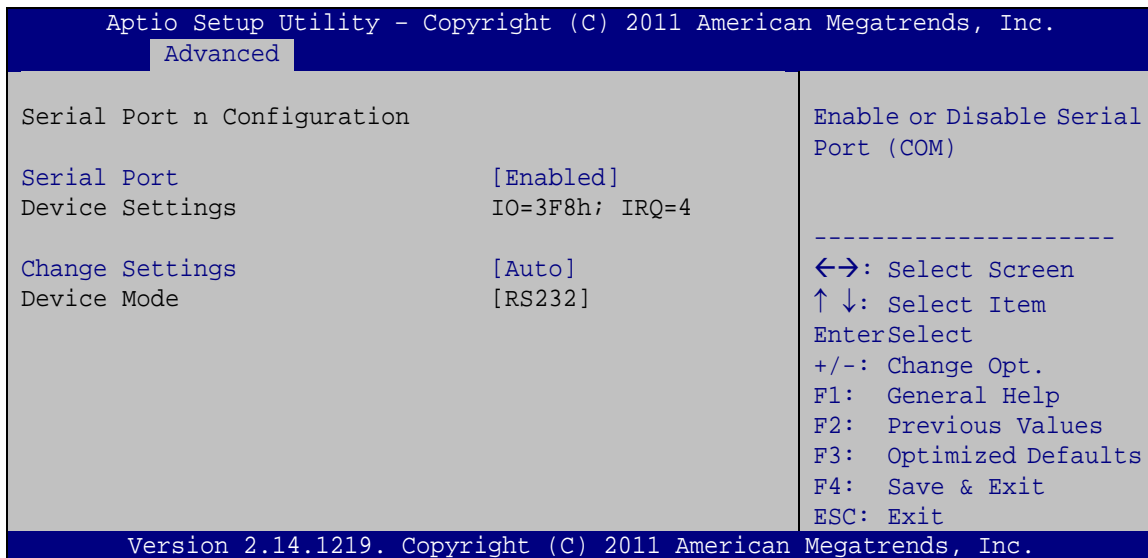 Aptio Setup Utility – Copyright (C) 2011 American Megatrends, Inc.
Advanced
Serial Port n Configuration
Serial Port [Enabled]
Device Settings IO=3F8h; IRQ=4
Change Settings [Auto]
Device Mode [RS232]
Enable or Disable Serial
Port (COM)
---------------------
←→: Select Screen
↑ ↓: Select Item
EnterSelect
+/-: Change Opt.
F1: General Help
F2: Previous Values
F3: Optimized Defaults
F4: Save & Exit
ESC: Exit
Version 2.14.1219. Copyright (C) 2011 American Megatrends, Inc.